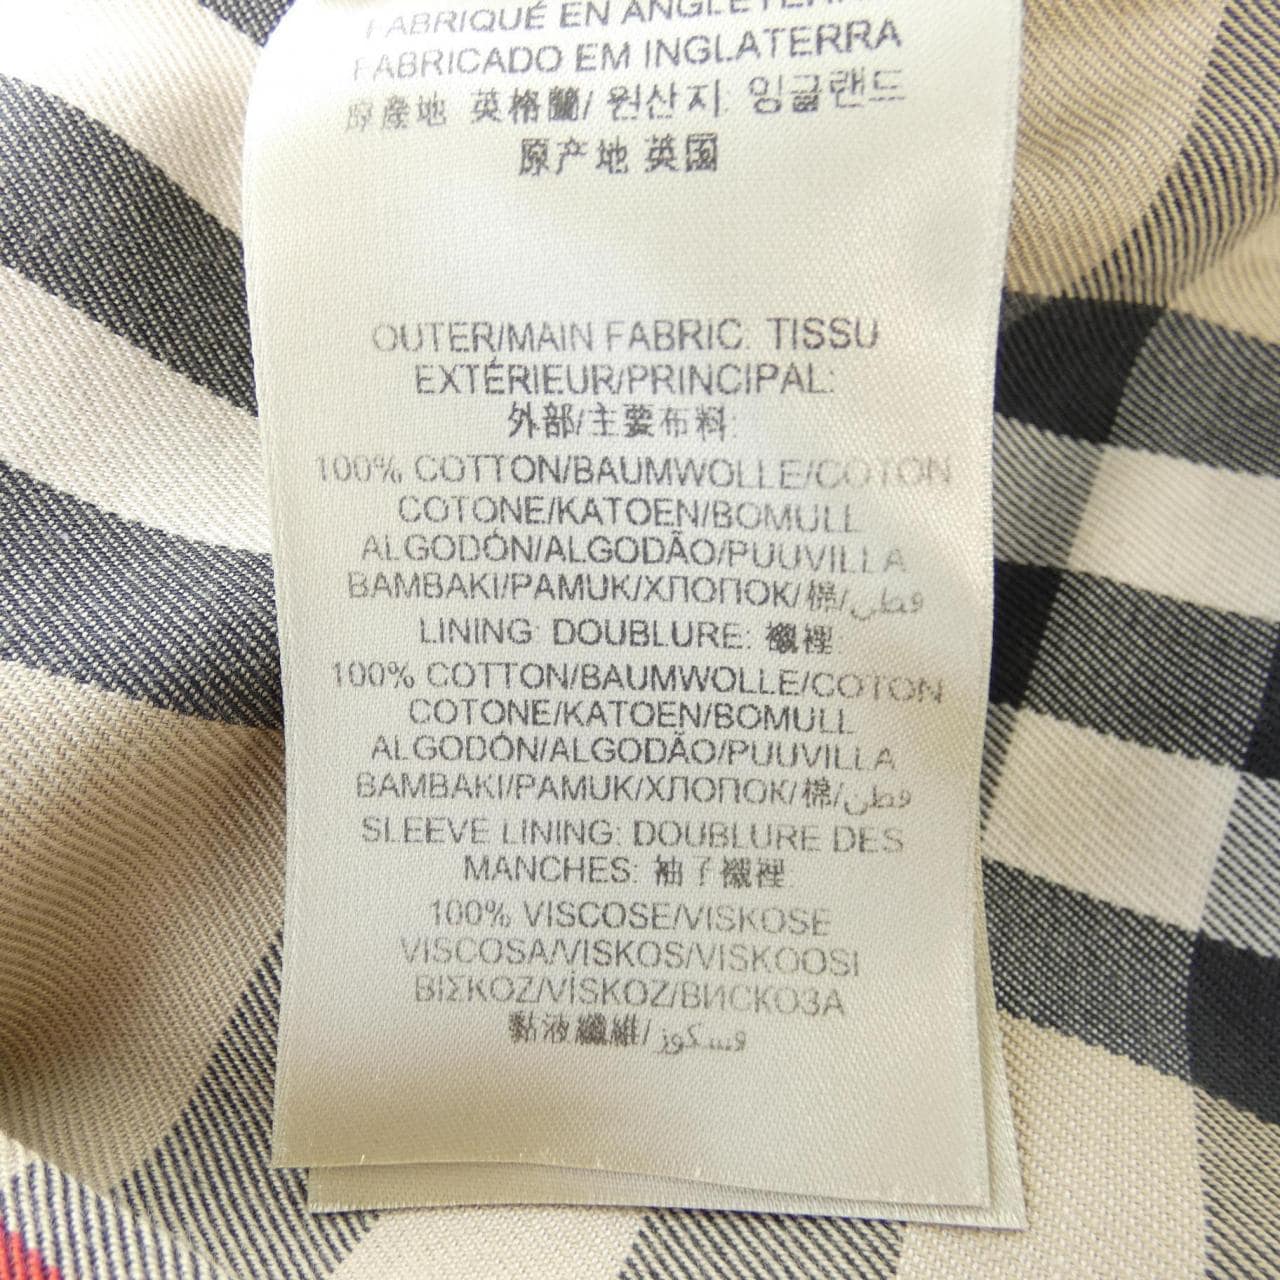 FABRIQUÉ EN ANGLETERRE
FABRICADO EM INGLATERRA
原產地 英格蘭/ 원산지: 잉글랜드
原产地 英国
OUTER/MAIN FABRIC: TISSU
EXTÉRIEUR/PRINCIPAL:
外部/主要布料:
100% COTTON/BAUMWOLLE/COTON
COTONE/KATOEN/BOMULL
ALGODÓN/ALGODÃO/PUUVILLA
BAMBAKI/PAMUK/ХЛОПОК/棉/قطن
LINING: DOUBLURE: 襯裡:
100% COTTON/BAUMWOLLE/COTON
COTONE/KATOEN/BOMULL
ALGODÓN/ALGODÃO/PUUVILLA
BAMBAKI/PAMUK/ХЛОПОК/棉/قطن
SLEEVE LINING: DOUBLURE DES
MANCHES: 袖子襯裡:
100% VISCOSE/VISKOSE
VISCOSA/VISKOS/VISKOOSI
ΒΙΣΚΟΖ/VİSKOZ/ВИСКОЗА
黏液纖維/فسكوز